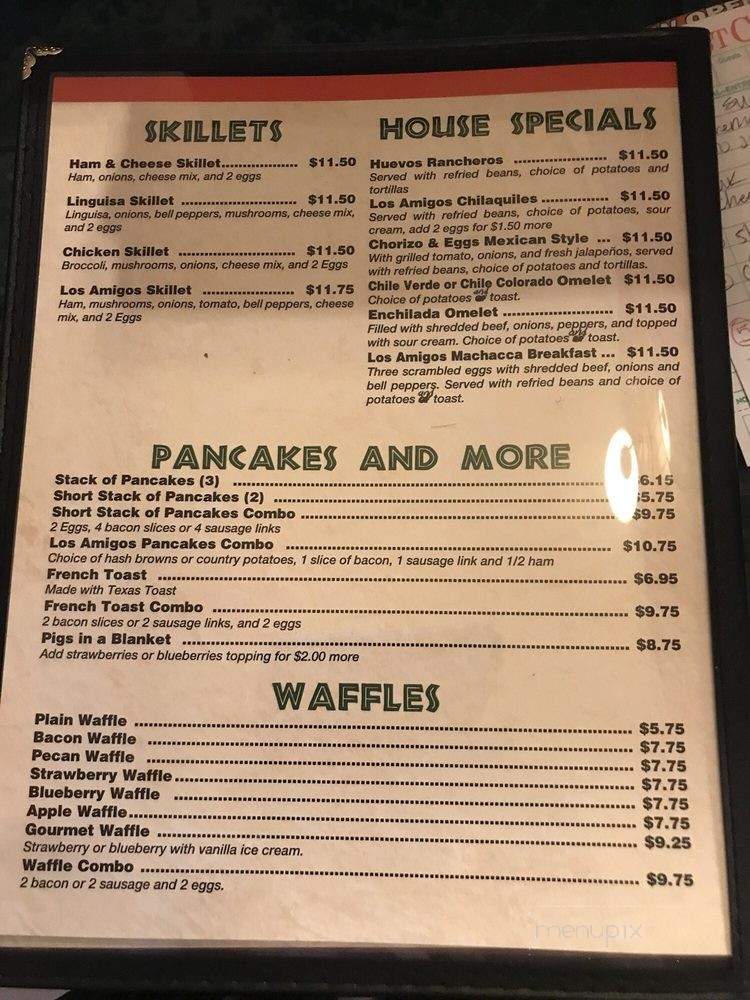 SKILLETS
Ham & Cheese Skillet.................. $11.50
Ham, onions, cheese mix, and 2 eggs
Linguisa Skillet ............................ $11.50
Linguisa, onions, bell peppers, mushrooms, cheese mix,
and 2 eggs
Chicken Skillet ............................ $11.50
Broccoli, mushrooms, onions, cheese mix, and 2 Eggs
Los Amigos Skillet ...................... $11.75
Ham, mushrooms, onions, tomato, bell peppers, cheese
mix, and 2 Eggs
HOUSE SPECIALS
Huevos Rancheros ...................... $11.50
Served with refried beans, choice of potatoes and
tortillas
Los Amigos Chilaquiles ................ $11.50
Served with refried beans, choice of potatoes, sour
cream, add 2 eggs for $1.50 more
Chorizo & Eggs Mexican Style ... $11.50
With grilled tomato, onions, and fresh jalapeños, served
with refried beans, choice of potatoes and tortillas.
Chile Verde or Chile Colorado Omelet $11.50
Choice of potatoes and toast.
Enchilada Omelet .......................... $11.50
Filled with shredded beef, onions, peppers, and topped
with sour cream. Choice of potatoes and toast.
Los Amigos Machacca Breakfast ... $11.50
Three scrambled eggs with shredded beef, onions and
bell peppers. Served with refried beans and choice of
potatoes and toast.
PANCAKES AND MORE
Stack of Pancakes (3) ........................................ $6.15
Short Stack of Pancakes (2) ........................................ $5.75
Short Stack of Pancakes Combo ........................................ $9.75
2 Eggs, 4 bacon slices or 4 sausage links
Los Amigos Pancakes Combo ........................................ $10.75
Choice of hash browns or country potatoes, 1 slice of bacon, 1 sausage link and 1/2 ham
French Toast ........................................ $6.95
Made with Texas Toast
French Toast Combo ........................................ $9.75
2 bacon slices or 2 sausage links, and 2 eggs
Pigs in a Blanket ........................................ $8.75
Add strawberries or blueberries topping for $2.00 more
WAFFLES
Plain Waffle ........................................ $5.75
Bacon Waffle ........................................ $7.75
Pecan Waffle ........................................ $7.75
Strawberry Waffle ........................................ $7.75
Blueberry Waffle ........................................ $7.75
Apple Waffle ........................................ $7.75
Gourmet Waffle ........................................ $9.25
Strawberry or blueberry with vanilla ice cream.
Waffle Combo ........................................ $9.75
2 bacon or 2 sausage and 2 eggs.
menupix